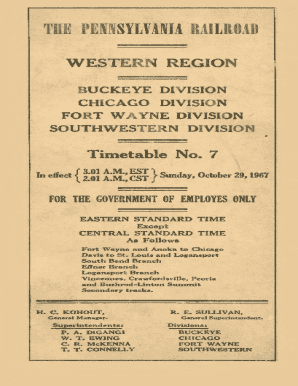 THE PENNSYLVANIA RAILROAD
WESTERN REGION
BUCKEYE DIVISION
CHICAGO DIVISION
FORT WAYNE DIVISION
SOUTHWESTERN DIVISION
Timetable No. 7
In effect { 3.01 A.M., EST } Sunday, October 29, 1967
2.01 A.M., CST
FOR THE GOVERNMENT OF EMPLOYES ONLY
EASTERN STANDARD TIME
Except
CENTRAL STANDARD TIME
As Follows
Fort Wayne and Anoka to Chicago
Davis to St. Louis and Logansport
South Bend Branch
Effner Branch
Logansport Branch
Vincennes, Crawfordsville, Peoria
and Bushrod-Linton Summit
Secondary tracks.
H. C. KOHOUT, R. E. SULLIVAN,
General Manager. General Superintendent.
Superintendents: Divisions:
P. A. DIGANGI BUCKEYE
W. T. EWING CHICAGO
C. R. McKENNA FORT WAYNE
T. T. CONNELLY SOUTHWESTERN